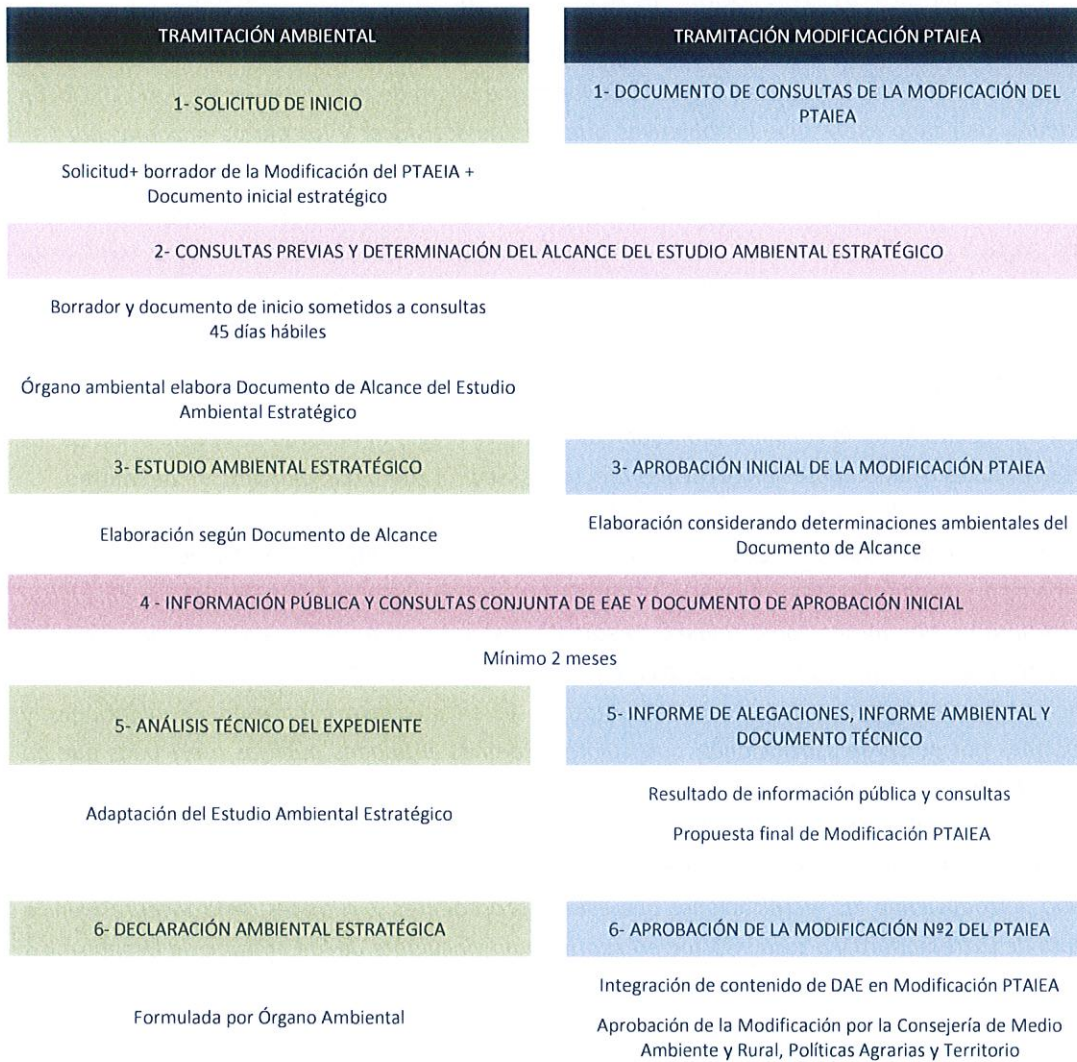 TRAMITACIÓN AMBIENTAL
TRAMITACIÓN MODIFICACIÓN PTAIEA
1- SOLICITUD DE INICIO
1- DOCUMENTO DE CONSULTAS DE LA MODFICACIÓN DEL
PTAIEA
Solicitud+ borrador de la Modificación del PTAEIA +
Documento inicial estratégico
2- CONSULTAS PREVIAS Y DETERMINACIÓN DEL ALCANCE DEL ESTUDIO AMBIENTAL ESTRATÉGICO
Borrador y documento de inicio sometidos a consultas
45 días hábiles
Órgano ambiental elabora Documento de Alcance del Estudio
Ambiental Estratégico
3- ESTUDIO AMBIENTAL ESTRATÉGICO
3- APROBACIÓN INICIAL DE LA MODIFICACIÓN PTAIEA
Elaboración según Documento de Alcance
Elaboración considerando determinaciones ambientales del
Documento de Alcance
4 - INFORMACIÓN PÚBLICA Y CONSULTAS CONJUNTA DE EAE Y DOCUMENTO DE APROBACIÓN INICIAL
Mínimo 2 meses
5- ANÁLISIS TÉCNICO DEL EXPEDIENTE
5- INFORME DE ALEGACIONES, INFORME AMBIENTAL Y
DOCUMENTO TÉCNICO
Adaptación del Estudio Ambiental Estratégico
Resultado de información pública y consultas
Propuesta final de Modificación PTAIEA
6- DECLARACIÓN AMBIENTAL ESTRATÉGICA
6- APROBACIÓN DE LA MODIFICACIÓN Nº2 DEL PTAIEA
Formulada por Órgano Ambiental
Integración de contenido de DAE en Modificación PTAIEA
Aprobación de la Modificación por la Consejería de Medio
Ambiente y Rural, Políticas Agrarias y Territorio